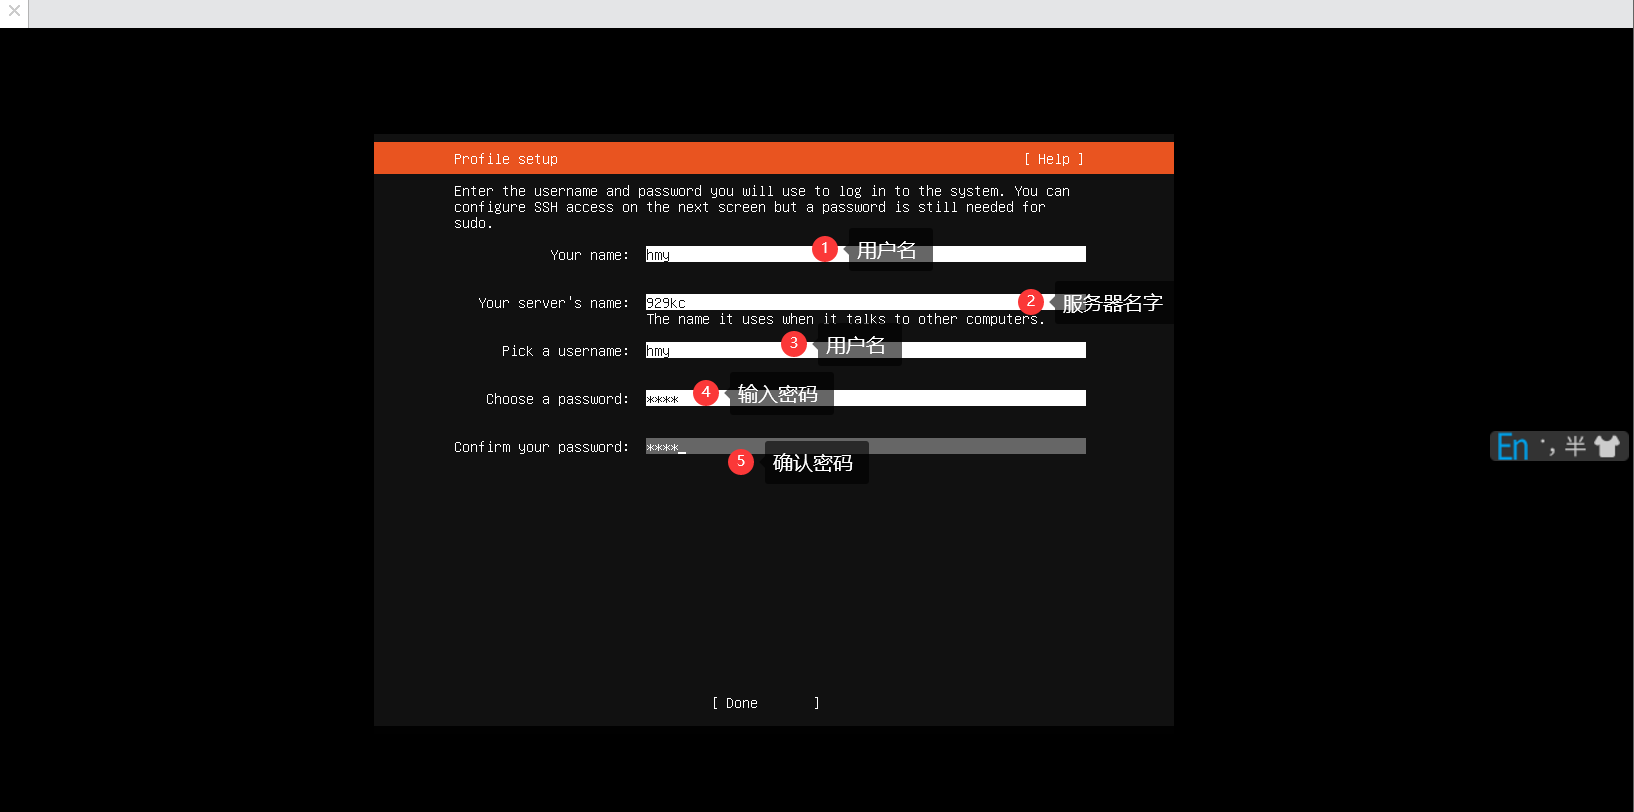 Profile setup [ Help ]
Enter the username and password you will use to log in to the system. You can
configure SSH access on the next screen but a password is still needed for
sudo.
Your name: hmy 1 用户名
Your server's name: 929kc 2 服务器名字
The name it uses when it talks to other computers.
Pick a username: hmy 3 用户名
Choose a password: **** 4 输入密码
Confirm your password: ****_
5 确认密码
En 半
[ Done ]